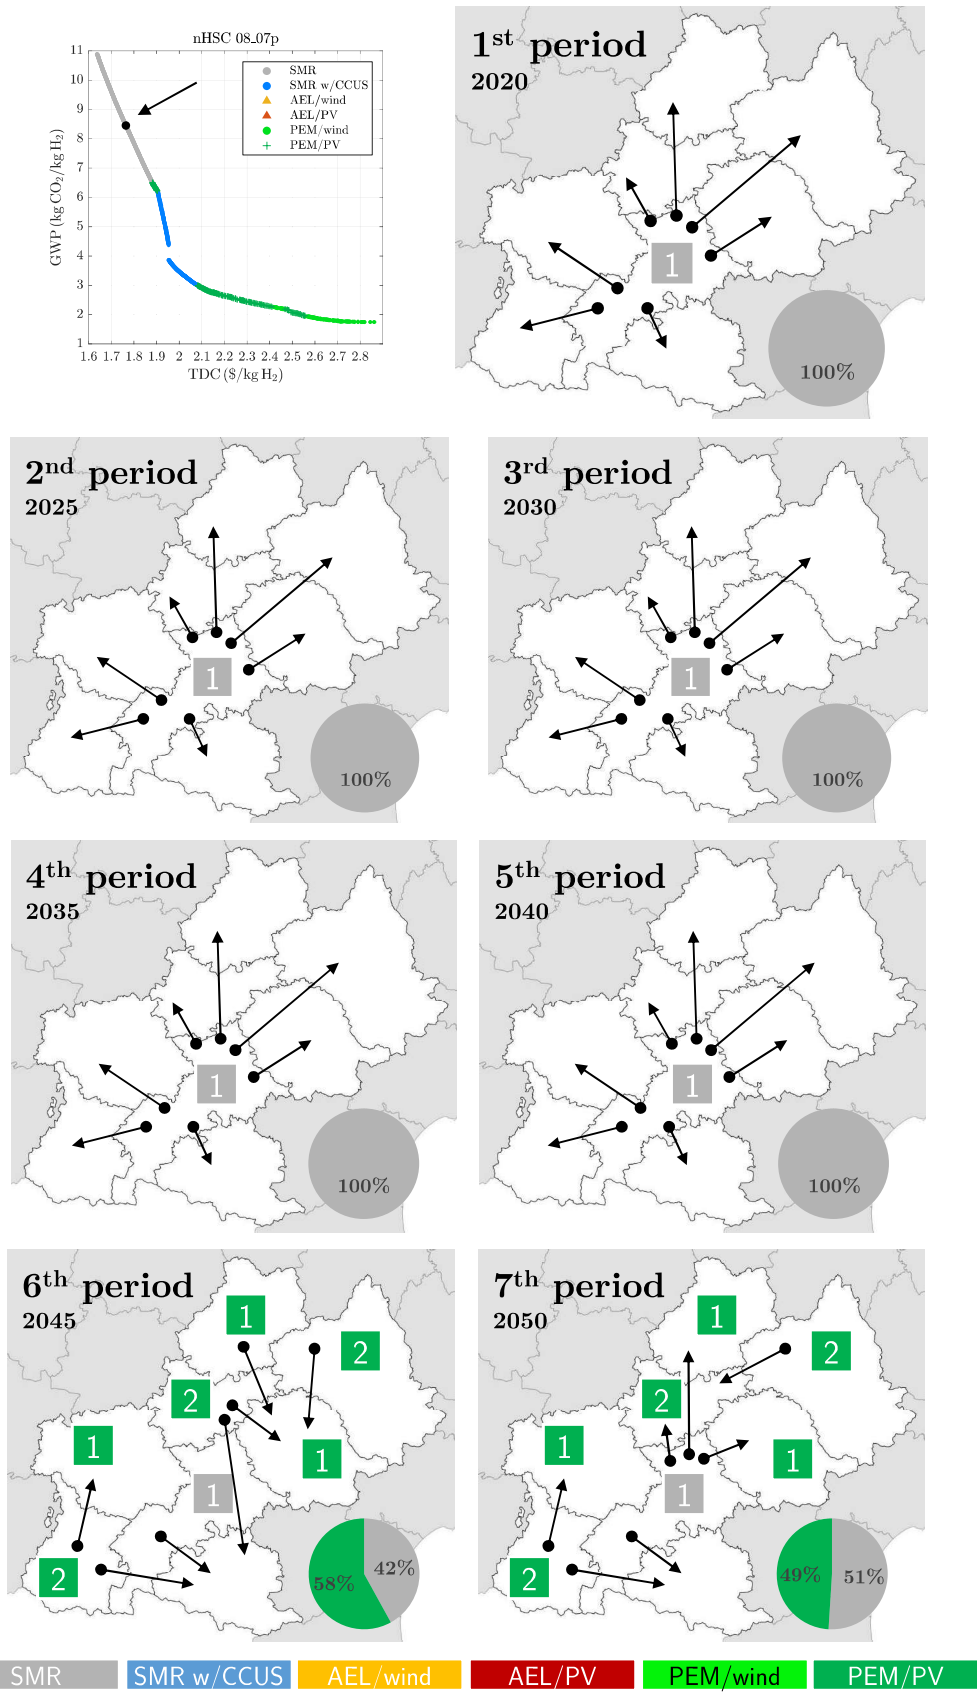 nHSC 08_07p
11
10
9
8
7
6
5
4
3
2
1
GWP (kg CO₂/kg H₂)
1.6 1.7 1.8 1.9 2 2.1 2.2 2.3 2.4 2.5 2.6 2.7 2.8
TDC ($/kg H₂)
SMR
SMR w/CCUS
AEL/wind
AEL/PV
PEM/wind
PEM/PV
1st period
2020
1
100%
2nd period
2025
1
100%
3rd period
2030
1
100%
4th period
2035
1
100%
5th period
2040
1
100%
6th period
2045
1
2
2
1
1
1
2
58%
42%
7th period
2050
1
2
2
1
1
1
2
49%
51%
SMR
SMR w/CCUS
AEL/wind
AEL/PV
PEM/wind
PEM/PV